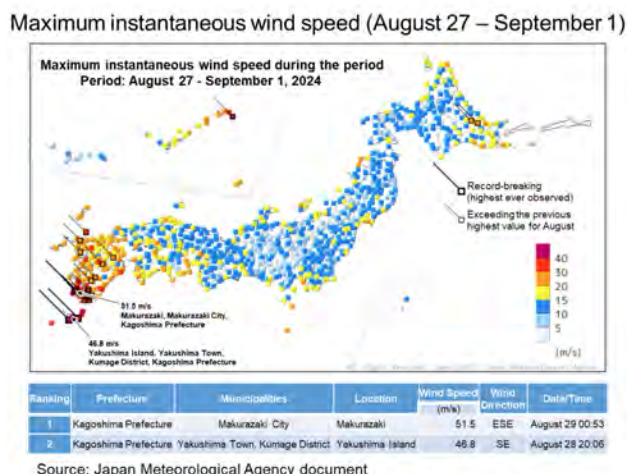 Maximum instantaneous wind speed (August 27 – September 1)
Maximum instantaneous wind speed during the period
Period: August 27 - September 1, 2024
Record-breaking
(highest ever observed)
Exceeding the previous
highest value for August
40
30
20
15
10
5
(m/s)
51.5 m/s
Makurazaki, Makurazaki City,
Kagoshima Prefecture
46.8 m/s
Yakushima Island, Yakushima Town,
Kumage District, Kagoshima Prefecture
Ranking Prefecture Municipalities Location Wind Speed (m/s) Wind Direction Date/Time
1 Kagoshima Prefecture Makurazaki City Makurazaki 51.5 ESE August 29 00:53
2 Kagoshima Prefecture Yakushima Town, Kumage District Yakushima Island 46.8 SE August 28 20:06
Source: Japan Meteorological Agency document